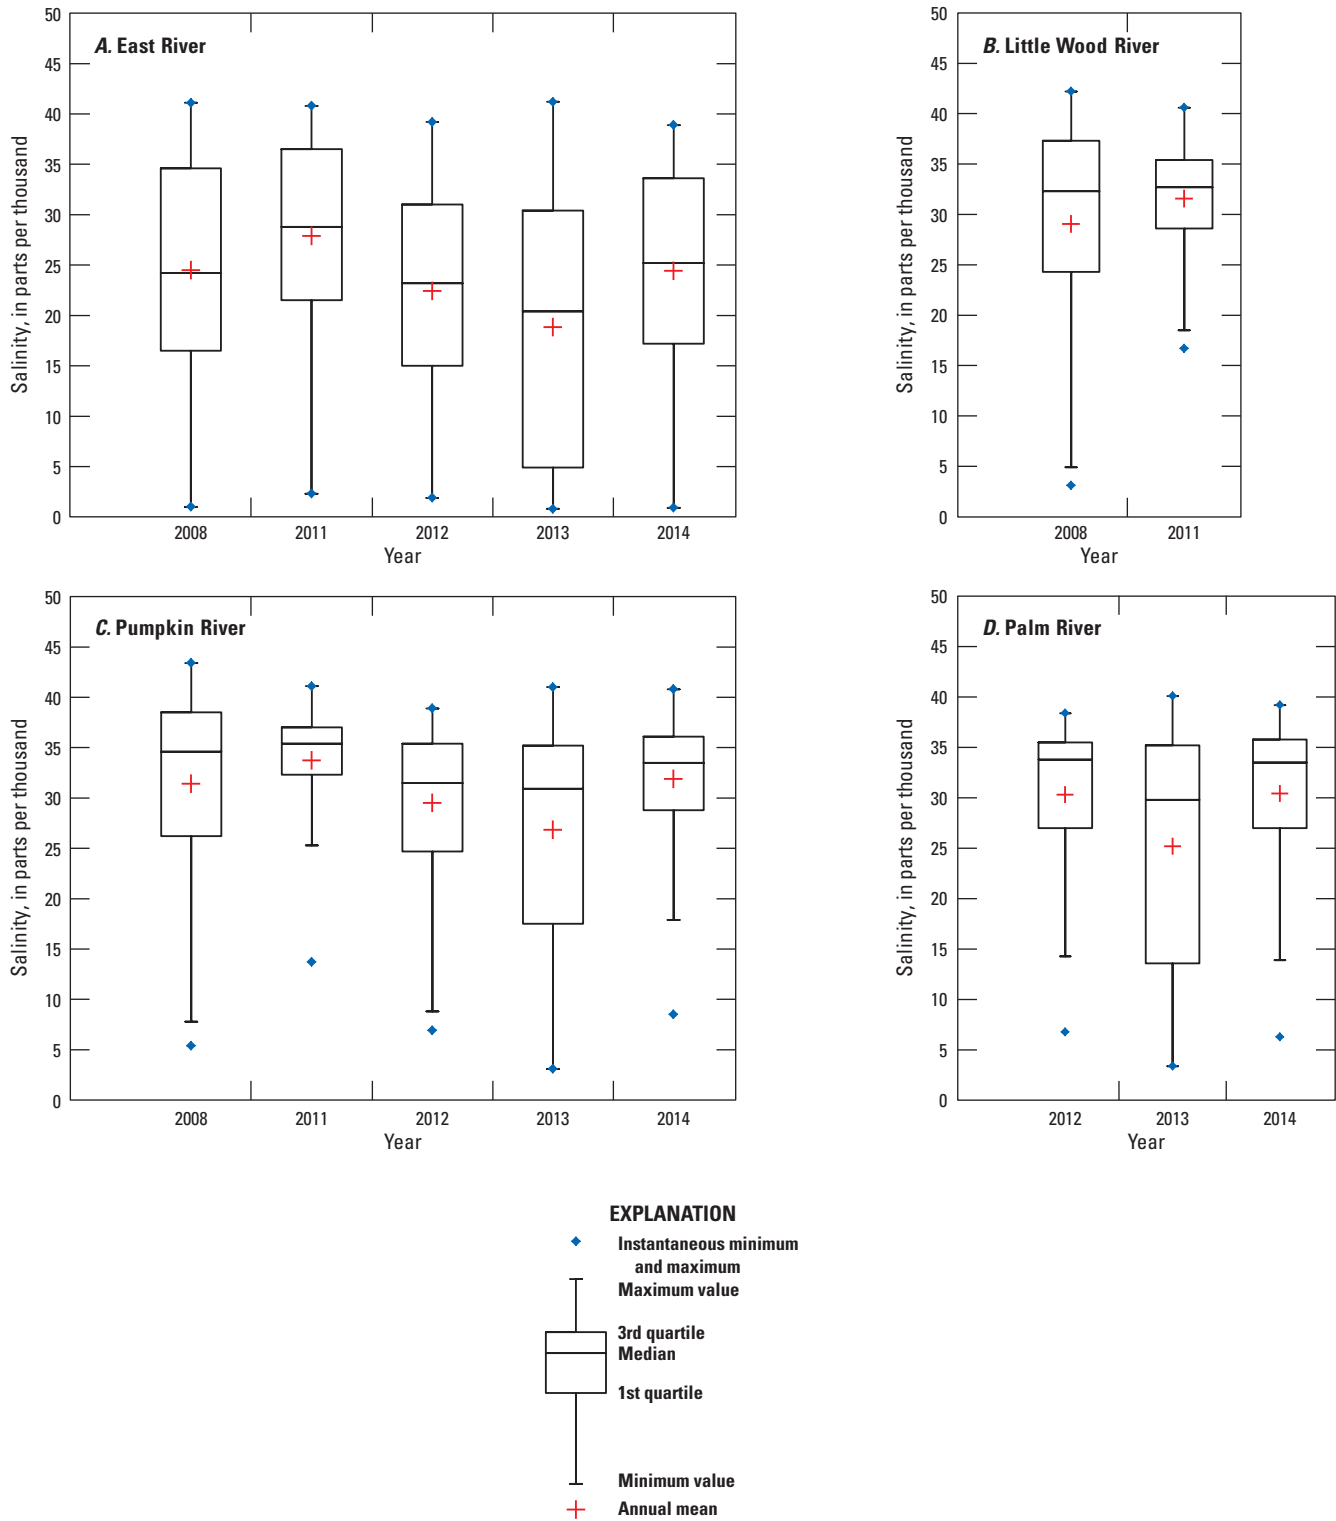 A. East River
Salinity, in parts per thousand
50
45
40
35
30
25
20
15
10
5
0
2008 2011 2012 2013 2014
Year
B. Little Wood River
Salinity, in parts per thousand
50
45
40
35
30
25
20
15
10
5
0
2008 2011
Year
C. Pumpkin River
Salinity, in parts per thousand
50
45
40
35
30
25
20
15
10
5
0
2008 2011 2012 2013 2014
Year
D. Palm River
Salinity, in parts per thousand
50
45
40
35
30
25
20
15
10
5
0
2012 2013 2014
Year
EXPLANATION
Instantaneous minimum
and maximum
Maximum value
3rd quartile
Median
1st quartile
Minimum value
Annual mean